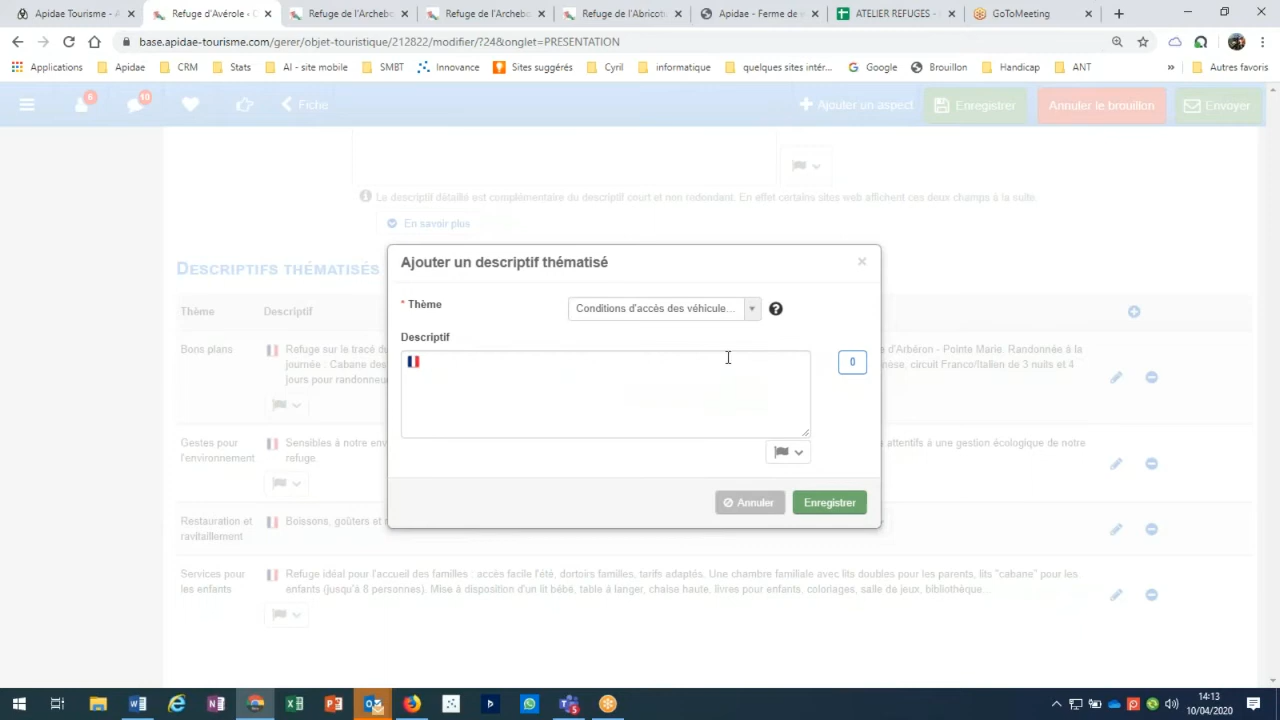 Apidae Tourisme - A
Refuge d'Avérole - C
Refuge de l'Archeb
Refuge de l'Archebo
Refuge de l'Abricot
Apidae - Ferme de
ATELIER REFUGES -
GoToMeeting
base.apidae-tourisme.com/gerer/objet-touristique/212822/modifier/?24&onglet=PRESENTATION
Applications
Apidae
CRM
Stats
AI - site mobile
SMBT
Innovance
Sites suggérés
Cyril
informatique
quelques sites intér...
Google
Brouillon
Handicap
ANT
»
Autres favoris
6
10
Fiche
Ajouter un aspect
Enregistrer
Annuler le brouillon
Envoyer
Le descriptif détaillé est complémentaire du descriptif court et non redondant. En effet certains sites web affichent ces deux champs à la suite.
En savoir plus
DESCRIPTIFS THÉMATISÉS
Ajouter un descriptif thématisé
×
* Thème
Conditions d'accès des véhicule...
Descriptif
0
Annuler
Enregistrer
Thème
Descriptif
Bons plans
Refuge sur le tracé du
d'Arbéron - Pointe Marie. Randonnée à la
journée : Cabane des
circuit Franco/Italien de 3 nuits et 4
jours pour randonneur
Gestes pour
l'environnement
Sensibles à notre env
attentifs à une gestion écologique de notre
refuge.
Restauration et
ravitaillement
Boissons, goûters et
Services pour
les enfants
Refuge idéal pour l'accueil des familles : accès facile l'été, dortoirs familles, tarifs adaptés. Une chambre familiale avec lits doubles pour les parents, lits "cabane" pour les
enfants (jusqu'à 8 personnes). Mise à disposition d'un lit bébé, table à langer, chaise haute, livres pour enfants, coloriages, salle de jeux, bibliothèque...
14:13
10/04/2020